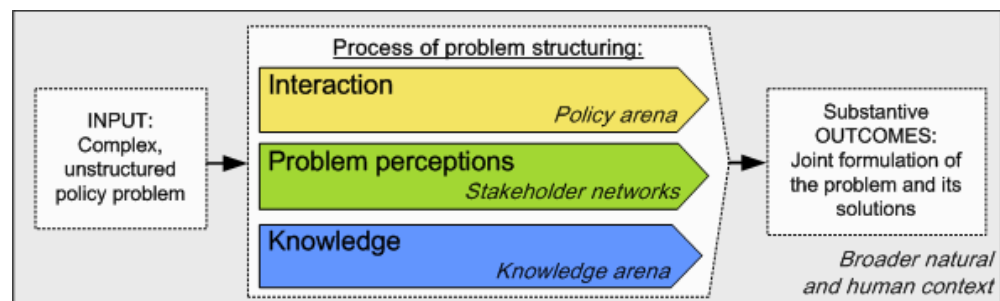 INPUT:
Complex,
unstructured
policy problem
Process of problem structuring:
Interaction
Policy arena
Problem perceptions
Stakeholder networks
Knowledge
Knowledge arena
Substantive
OUTCOMES:
Joint formulation of
the problem and its
solutions
Broader natural
and human context